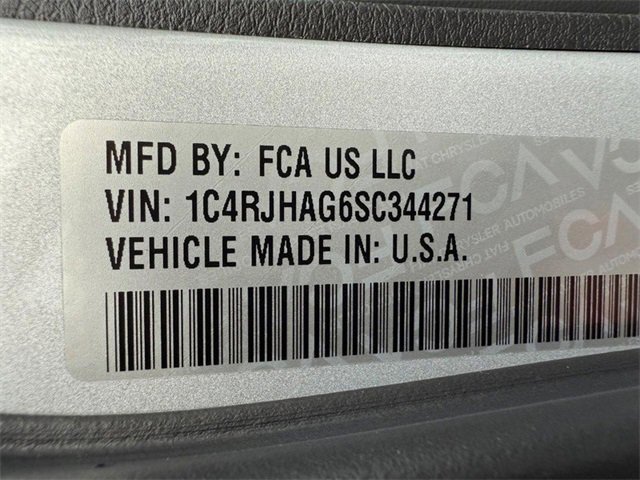 MFD BY: FCA US LLC
VIN: 1C4RJHAG6SC344271
VEHICLE MADE IN: U.S.A.